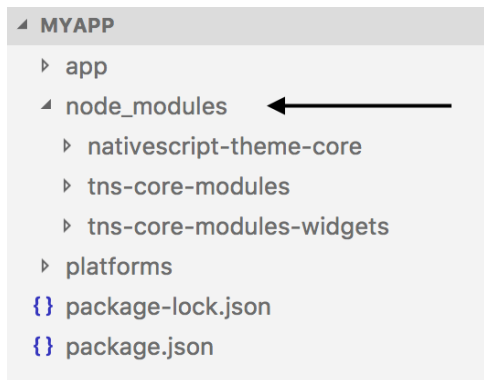 MYAPP
app
node_modules
nativescript-theme-core
tns-core-modules
tns-core-modules-widgets
platforms
{} package-lock.json
{} package.json